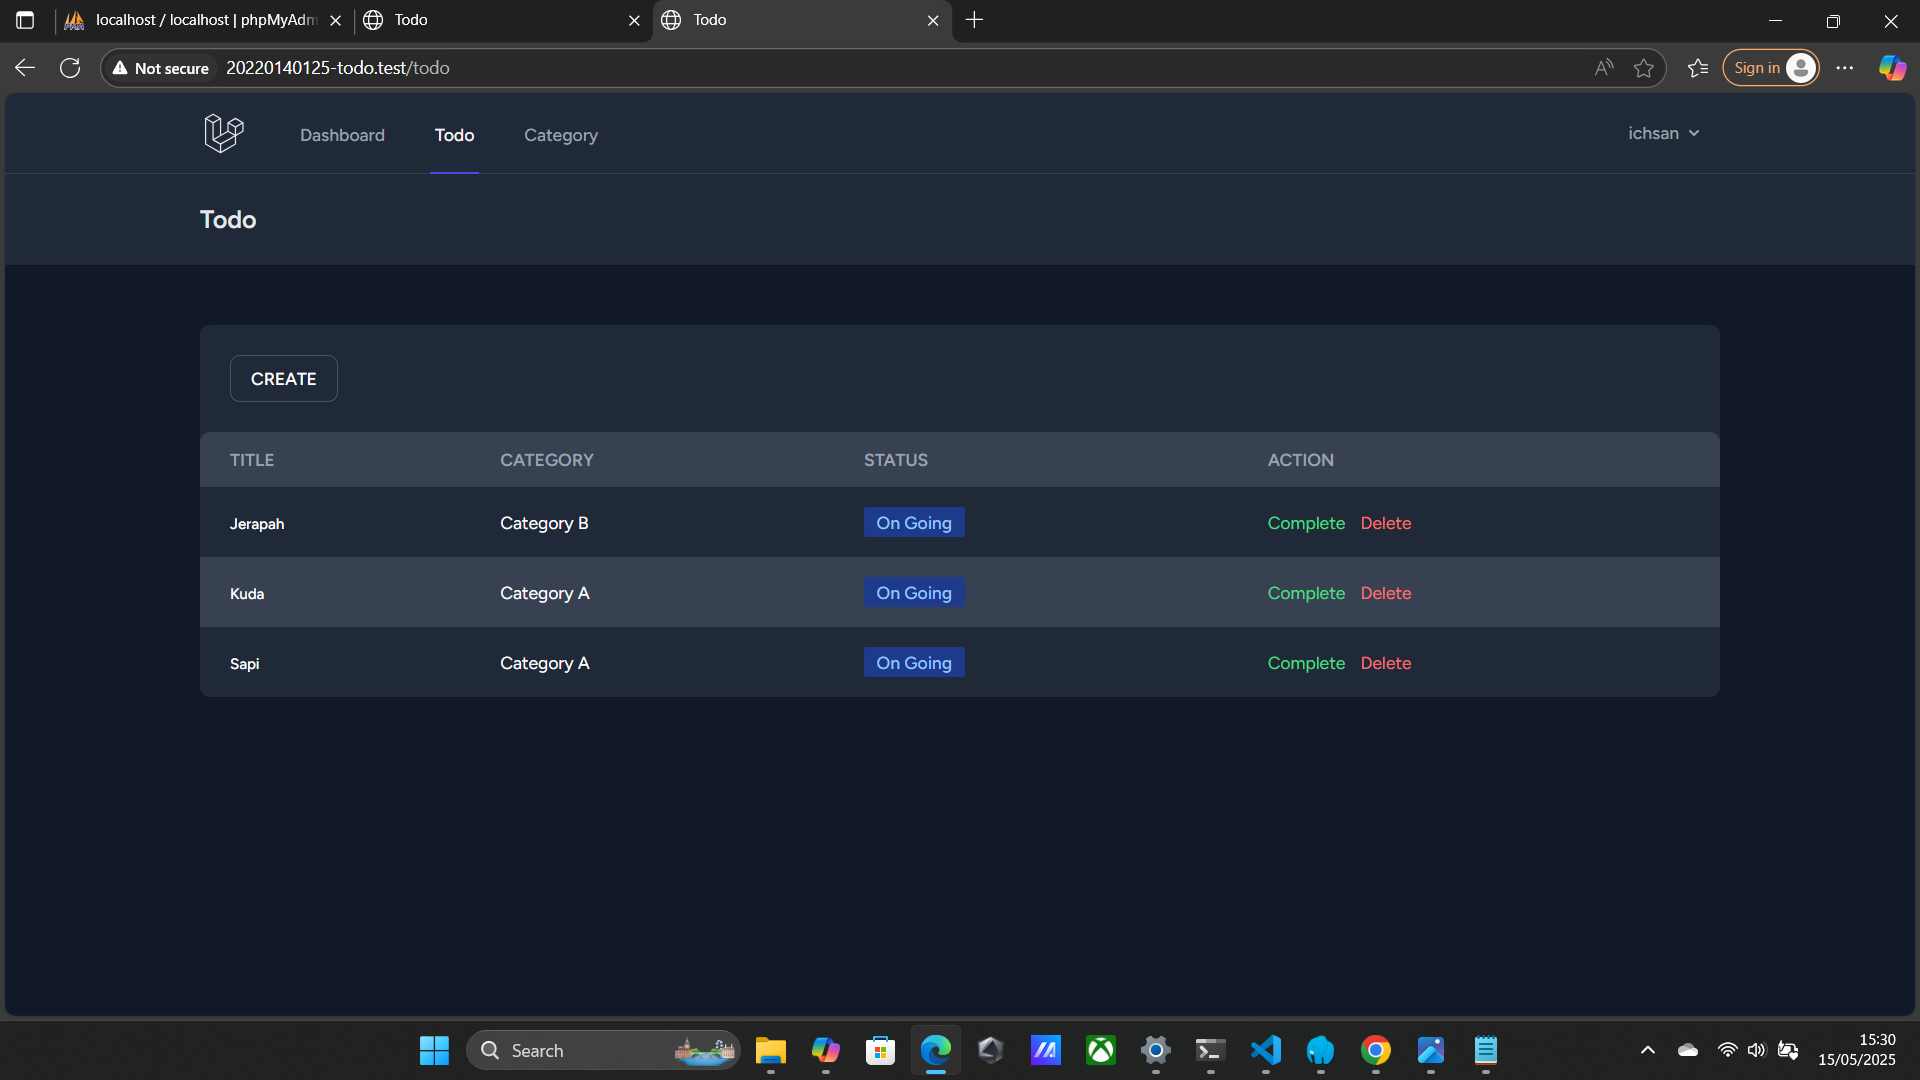 localhost / localhost | phpMyAdm
Todo
Todo
Not secure
20220140125-todo.test/todo
Sign in
Dashboard
Todo
Category
ichsan
Todo
CREATE
TITLE CATEGORY STATUS ACTION
Jerapah Category B On Going Complete Delete
Kuda Category A On Going Complete Delete
Sapi Category A On Going Complete Delete
Search
15:30
15/05/2025